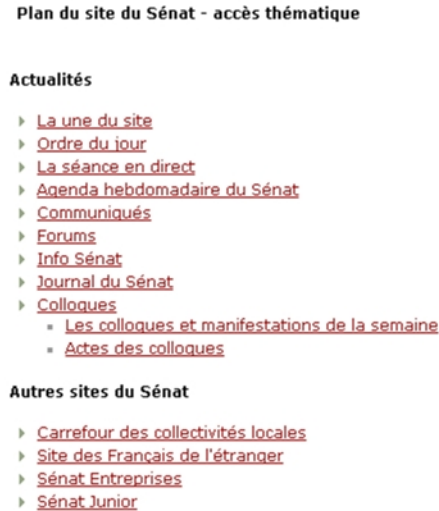 Plan du site du Sénat - accès thématique
Actualités
La une du site
Ordre du jour
La séance en direct
Agenda hebdomadaire du Sénat
Communiqués
Forums
Info Sénat
Journal du Sénat
Colloques
Les colloques et manifestations de la semaine
Actes des colloques
Autres sites du Sénat
Carrefour des collectivités locales
Site des Français de l'étranger
Sénat Entreprises
Sénat Junior